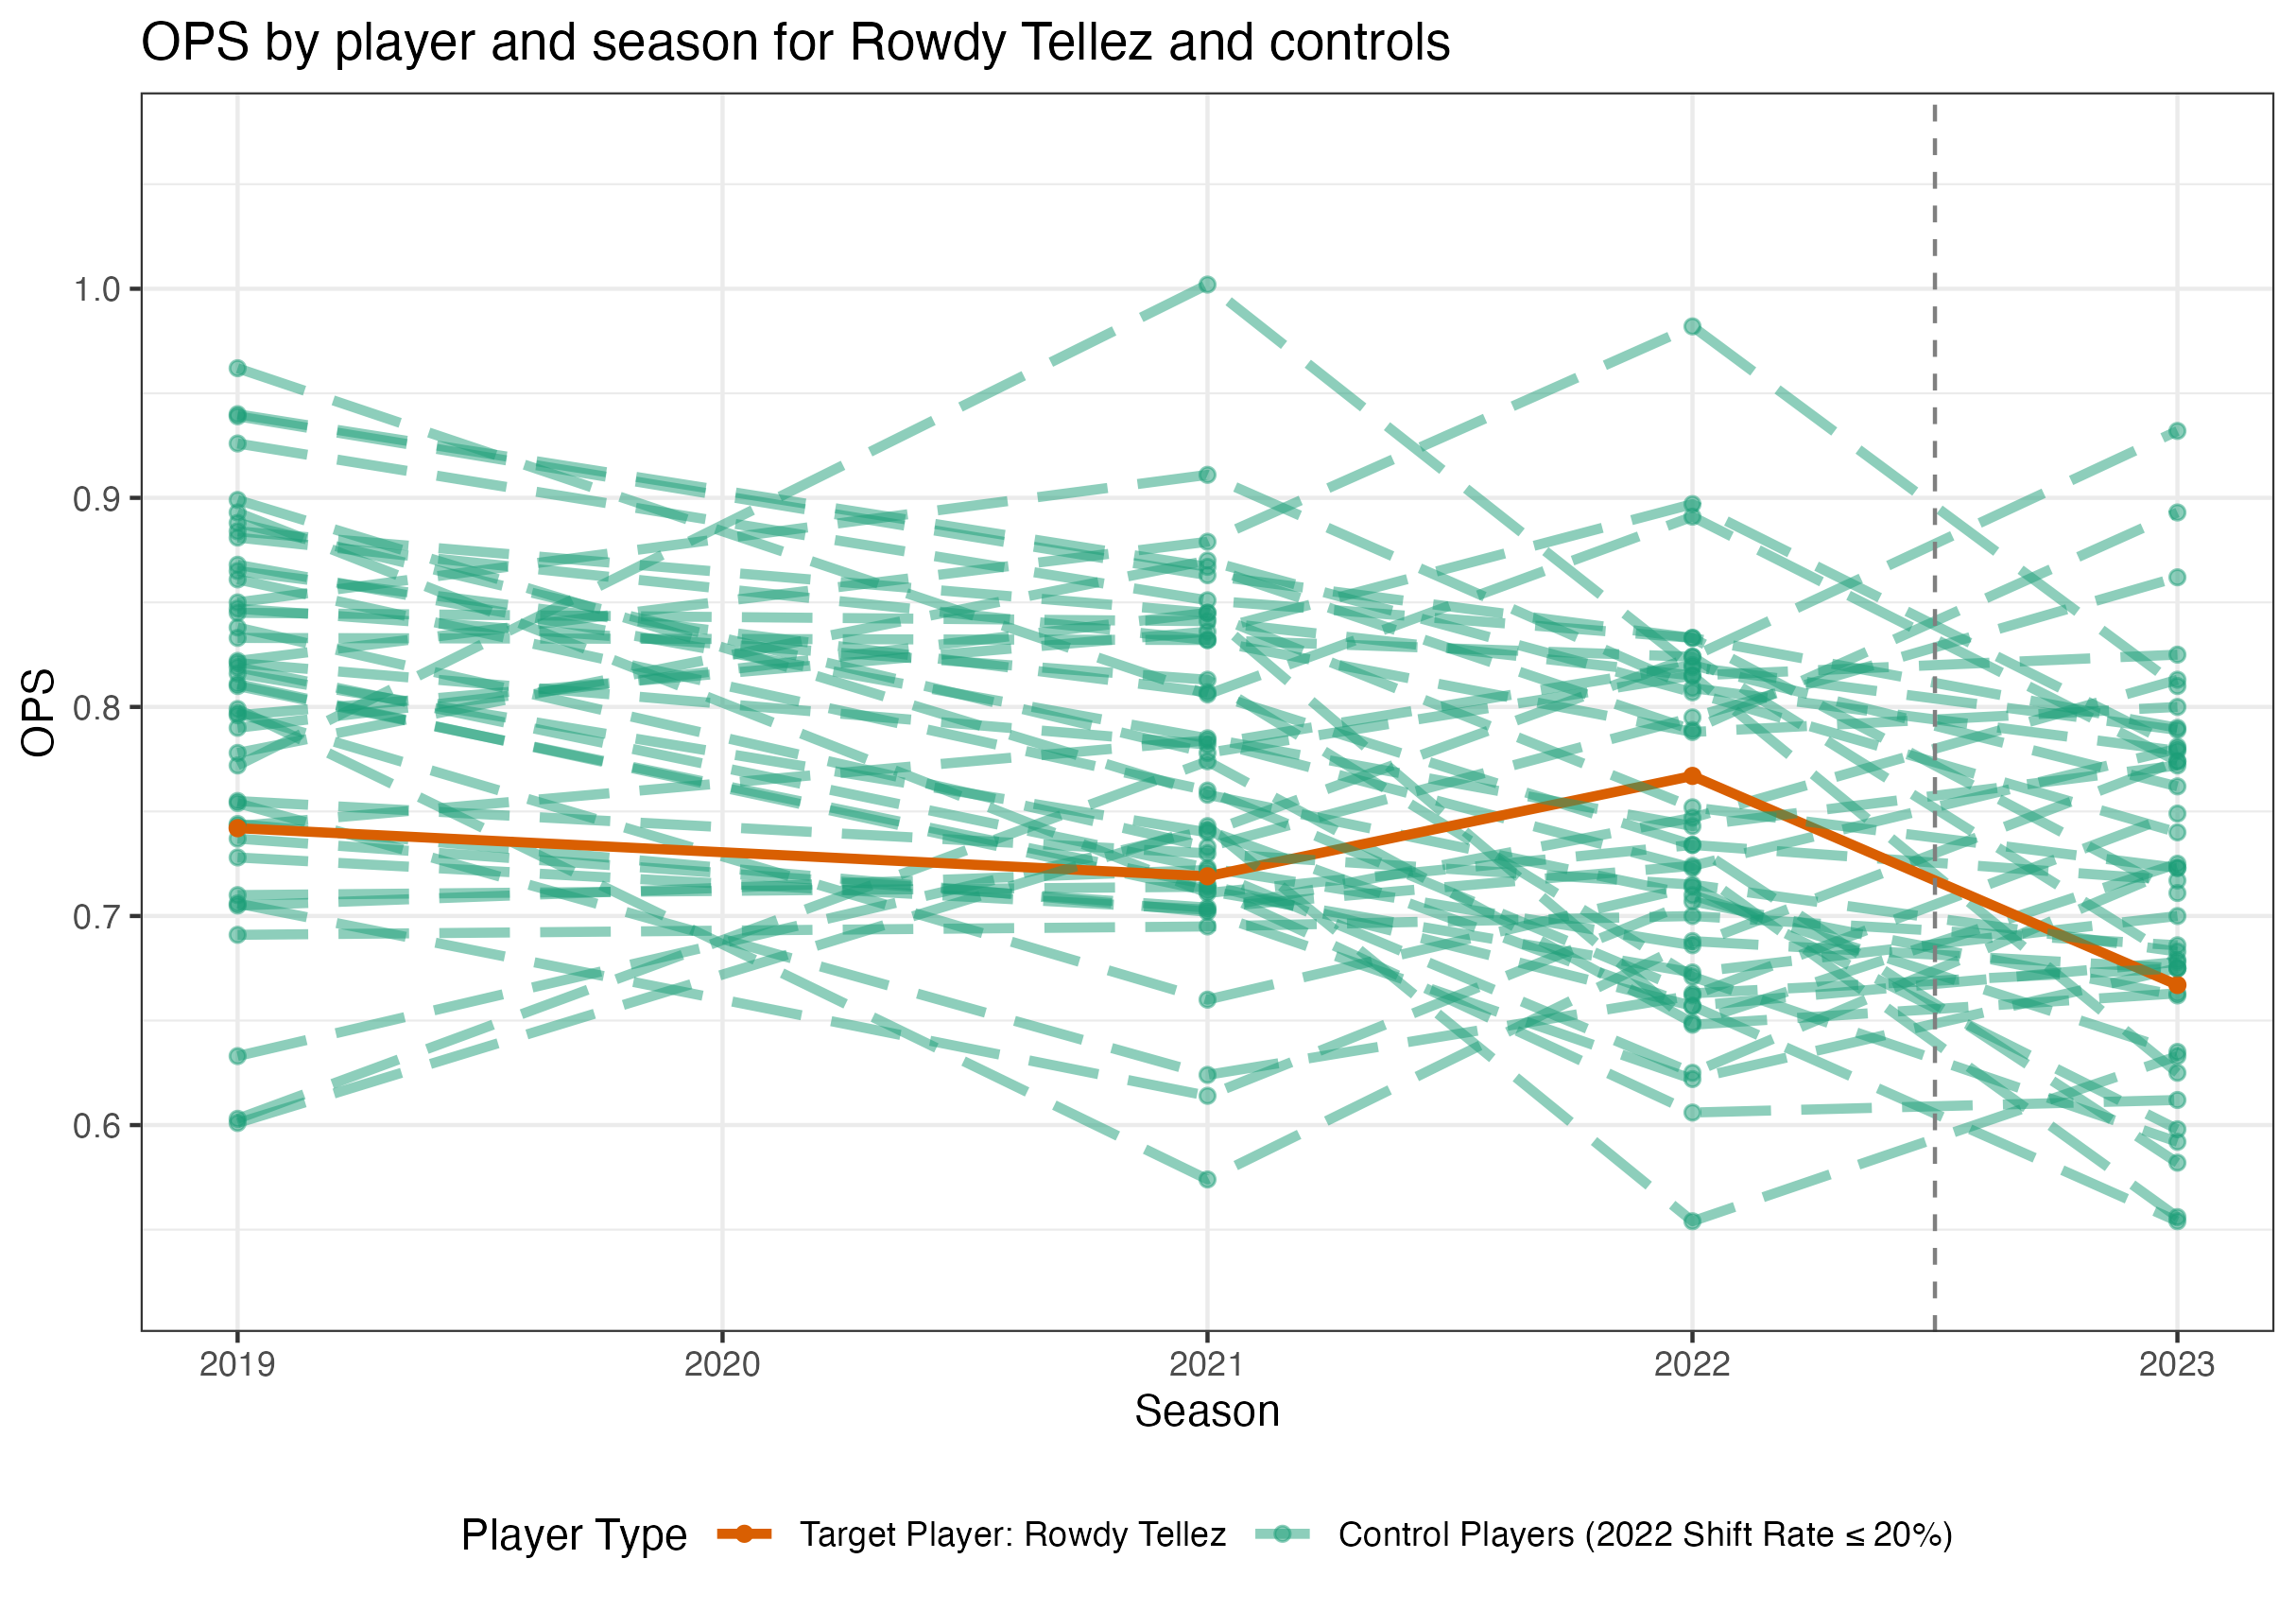 OPS by player and season for Rowdy Tellez and controls
OPS
1.0
0.9
0.8
0.7
0.6
2019 2020 2021 2022 2023
Season
Player Type Target Player: Rowdy Tellez Control Players (2022 Shift Rate ≤ 20%)